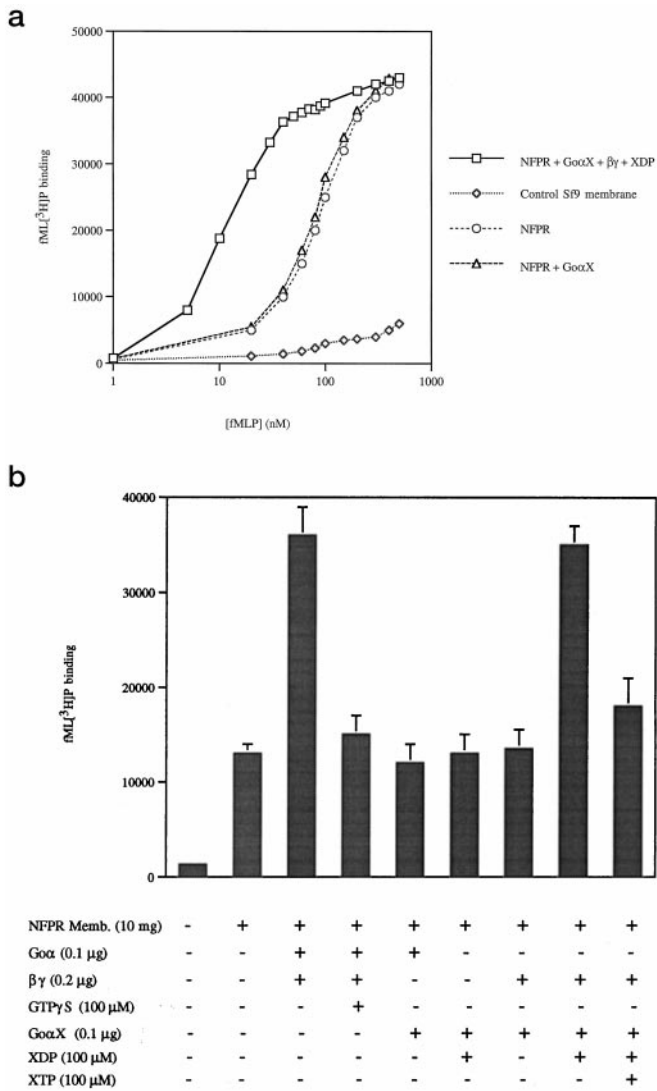 a
50000
40000
30000
20000
10000
0
fML[³H]P binding
1 10 100 1000
[fMLP] (nM)
NFPR + GoαX + βγ + XDP
Control Sf9 membrane
NFPR
NFPR + GoαX
b
40000
30000
20000
10000
0
fML[³H]P binding
NFPR Memb. (10 mg) - + + + + + + + +
Goα (0.1 µg) - - + + + - - - -
βγ (0.2 µg) - - + + - - + + +
GTPγS (100 µM) - - - + - - - - -
GoαX (0.1 µg) - - - - + + + + +
XDP (100 µM) - - - - - + - + +
XTP (100 µM) - - - - - - - - +